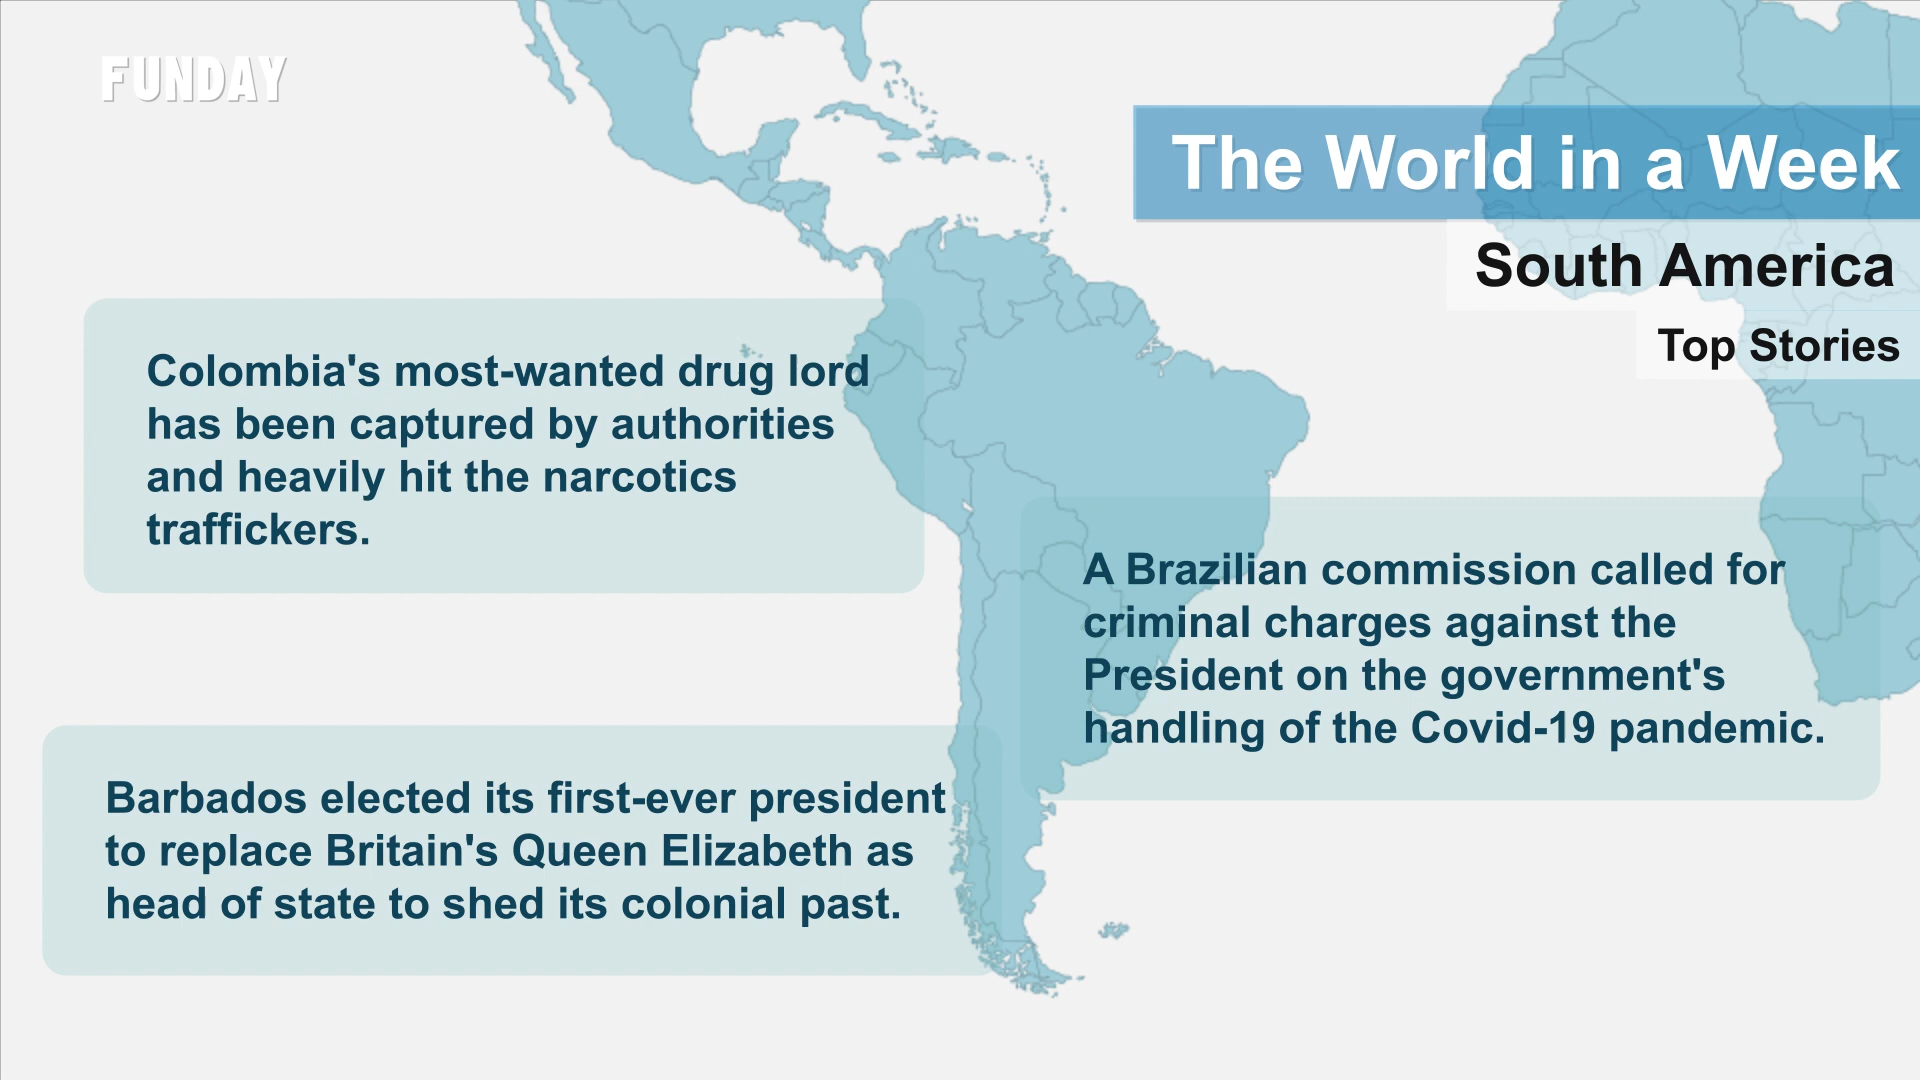 FUNDAY
The World in a Week
South America
Top Stories
Colombia's most-wanted drug lord
has been captured by authorities
and heavily hit the narcotics
traffickers.
A Brazilian commission called for
criminal charges against the
President on the government's
handling of the Covid-19 pandemic.
Barbados elected its first-ever president
to replace Britain's Queen Elizabeth as
head of state to shed its colonial past.